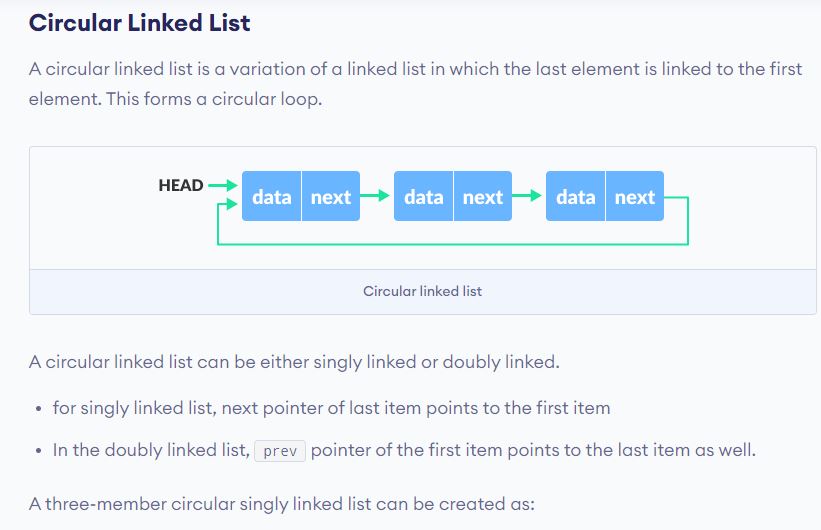 Circular Linked List
A circular linked list is a variation of a linked list in which the last element is linked to the first
element. This forms a circular loop.
HEAD
data next data next data next
Circular linked list
A circular linked list can be either singly linked or doubly linked.
• for singly linked list, next pointer of last item points to the first item
• In the doubly linked list, prev pointer of the first item points to the last item as well.
A three-member circular singly linked list can be created as: